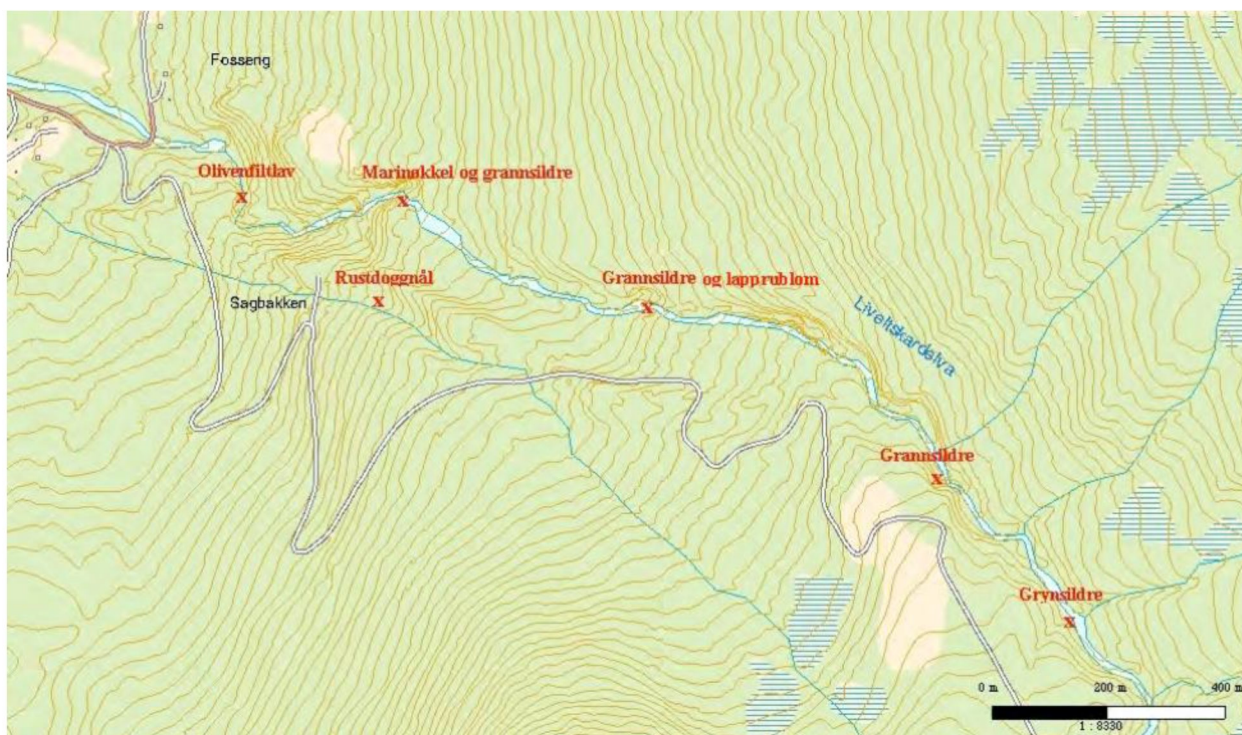 Fosseng
Olivenfiltlav
x
Marinøkkel og grannsildre
x
Rustdoggnål
x
Sagbakken
Grannsildre og lapprublom
x
Liveltskardelva
Grannsildre
x
Grynsildre
x
0 m 200 m 400 m
1 : 8330